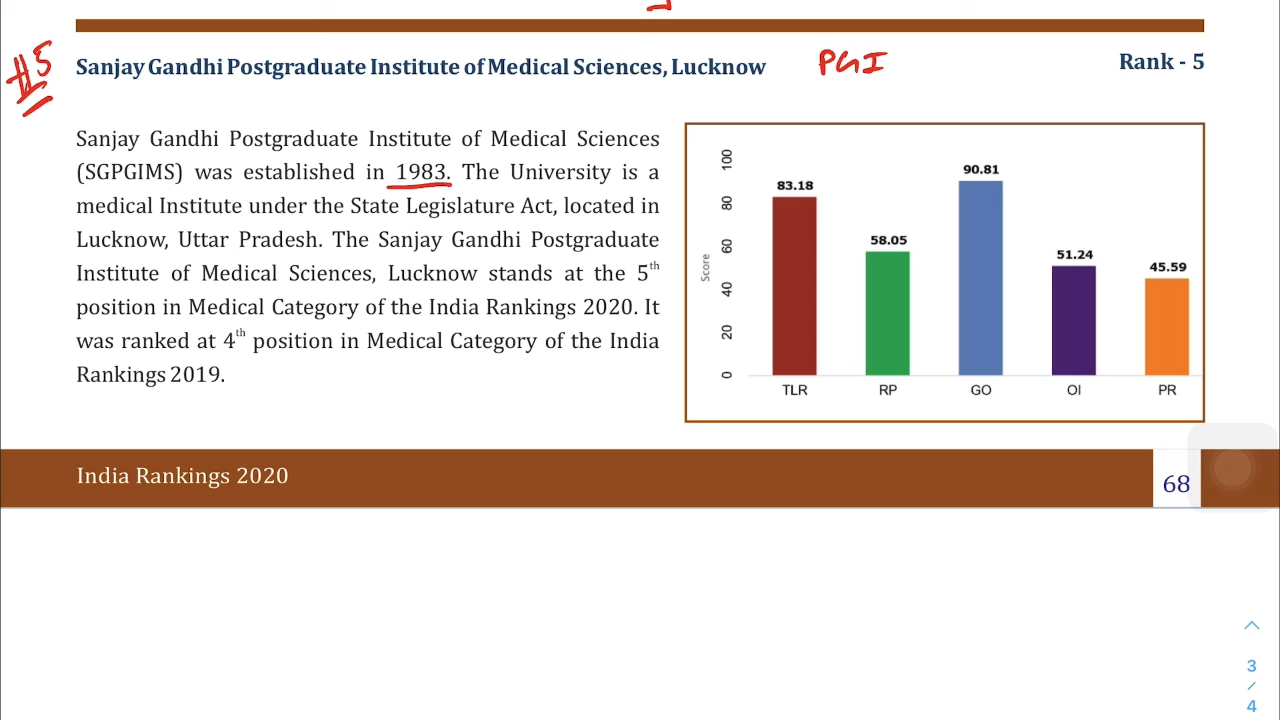 #5
Sanjay Gandhi Postgraduate Institute of Medical Sciences, Lucknow
PGI
Rank - 5
Sanjay Gandhi Postgraduate Institute of Medical Sciences
(SGPGIMS) was established in 1983. The University is a
medical Institute under the State Legislature Act, located in
Lucknow, Uttar Pradesh. The Sanjay Gandhi Postgraduate
Institute of Medical Sciences, Lucknow stands at the 5th
position in Medical Category of the India Rankings 2020. It
was ranked at 4th position in Medical Category of the India
Rankings 2019.
Score
100
80
60
40
20
0
83.18
58.05
90.81
51.24
45.59
TLR RP GO OI PR
India Rankings 2020
68
3
/
4